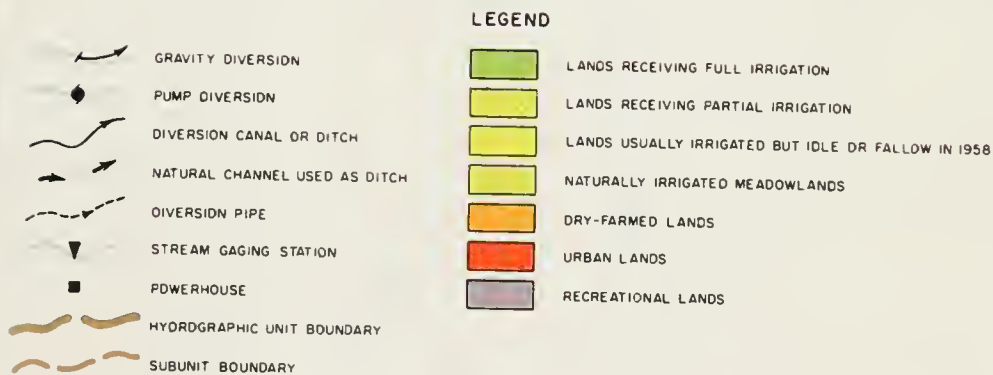 LEGEND
GRAVITY DIVERSION
PUMP DIVERSION
DIVERSION CANAL OR DITCH
NATURAL CHANNEL USED AS DITCH
OIVERSION PIPE
STREAM GAGING STATION
POWERHOUSE
HYDROGRAPHIC UNIT BOUNDARY
SUBUNIT BOUNDARY
LANDS RECEIVING FULL IRRIGATION
LANDS RECEIVING PARTIAL IRRIGATION
LANDS USUALLY IRRIGATED BUT IDLE DR FALLOW IN 1958
NATURALLY IRRIGATED MEADOWLANDS
DRY-FARMED LANDS
URBAN LANDS
RECREATIONAL LANDS